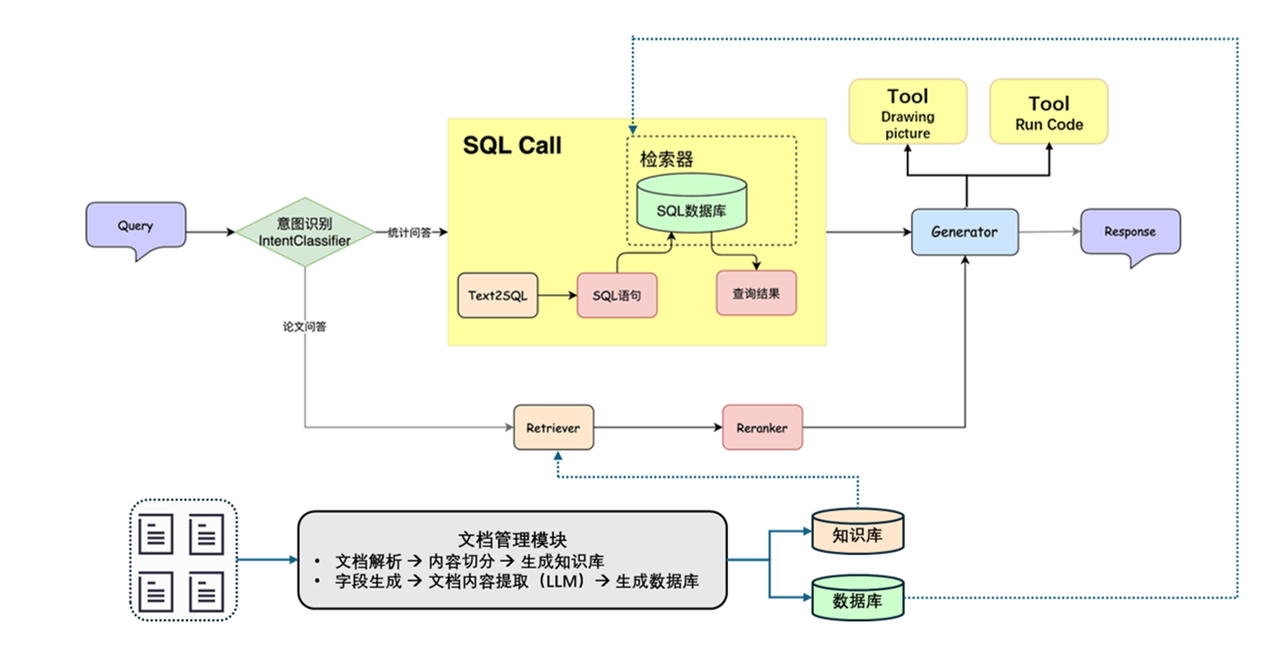 Tool
Drawing
picture
Tool
Run Code
SQL Call
检索器
SQL数据库
Query
意图识别
IntentClassifier
统计问答
Generator
Response
Text2SQL
SQL语句
查询结果
论文问答
Retriever
Reranker
文档管理模块
• 文档解析 → 内容切分 → 生成知识库
• 字段生成 → 文档内容提取（LLM）→ 生成数据库
知识库
数据库